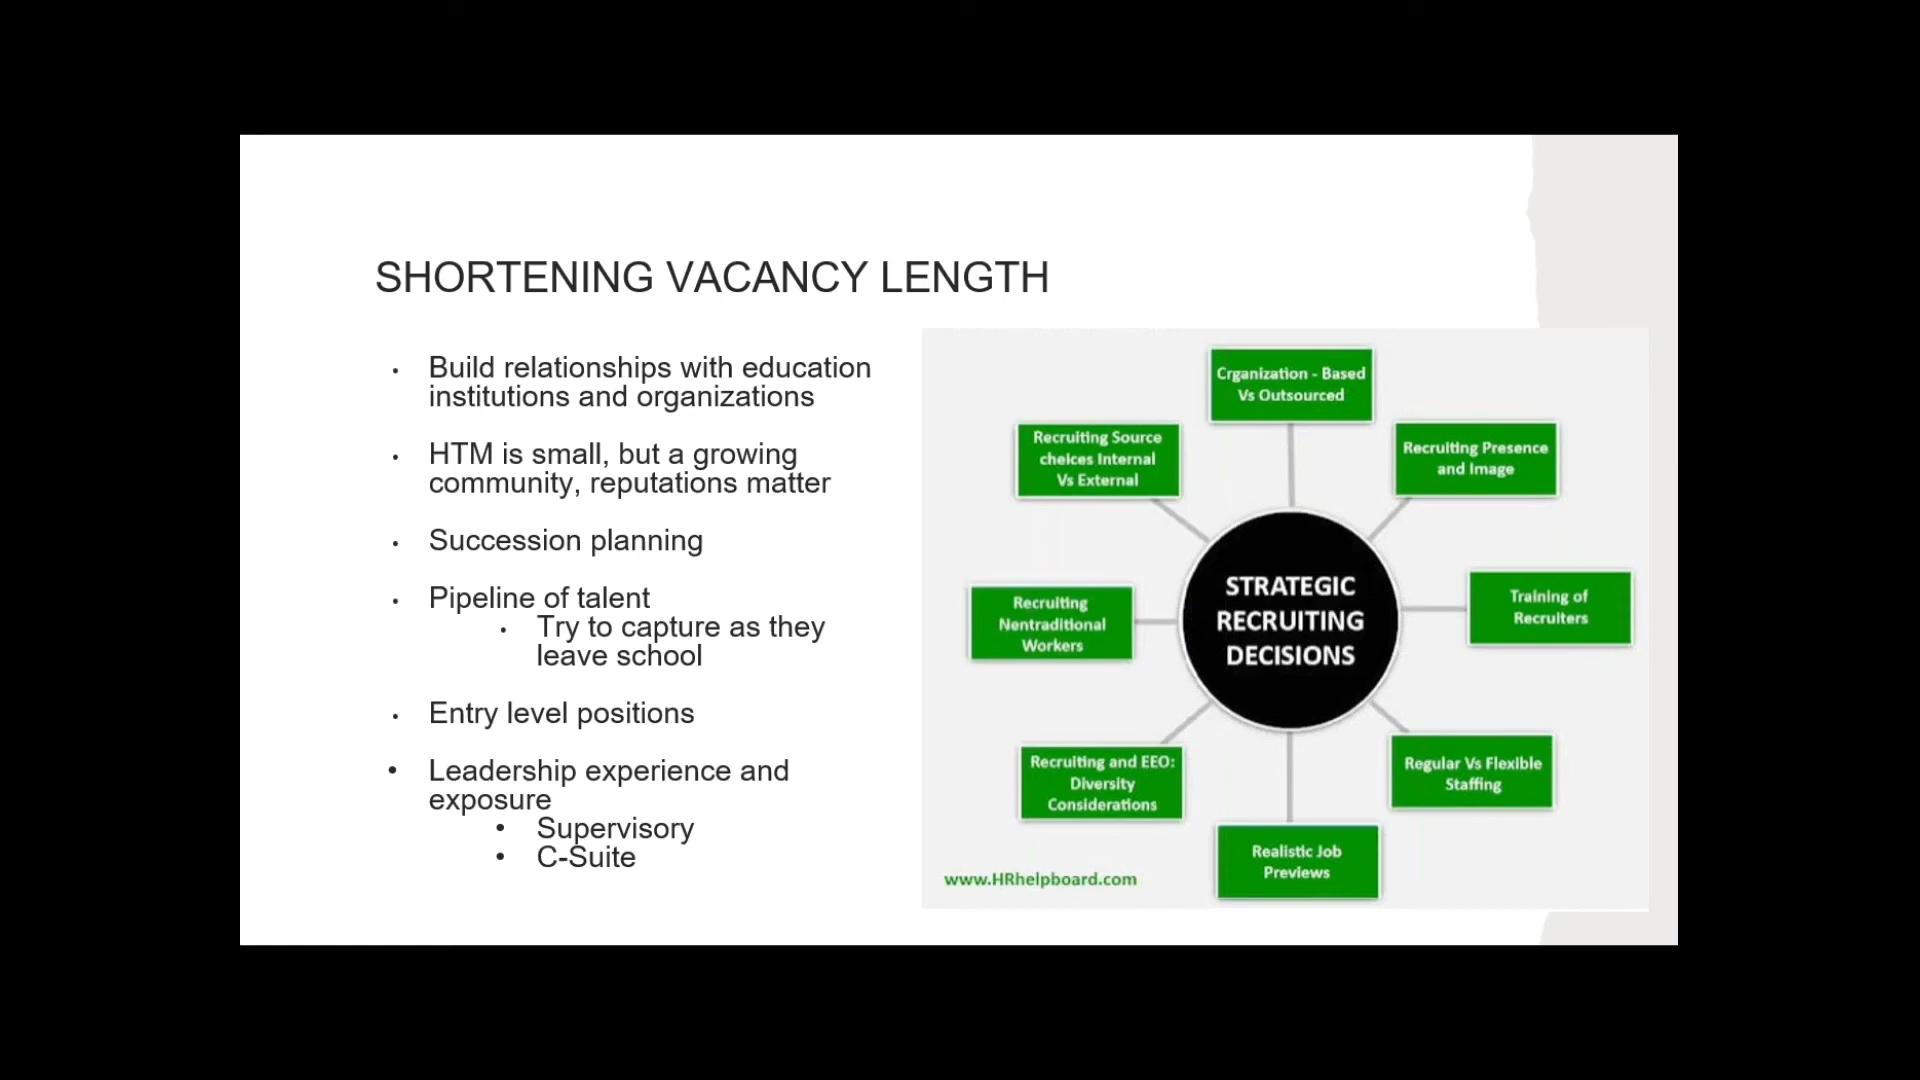 SHORTENING VACANCY LENGTH
• Build relationships with education
institutions and organizations
• HTM is small, but a growing
community, reputations matter
• Succession planning
• Pipeline of talent
• Try to capture as they
leave school
• Entry level positions
• Leadership experience and
exposure
• Supervisory
• C-Suite
Crganization - Based
Vs Outsourced
Recruiting Presence
and Image
Training of
Recruiters
Regular Vs Flexible
Staffing
Realistic Job
Previews
Recruiting and EEO:
Diversity
Considerations
Recruiting
Nentraditional
Workers
Recruiting Source
cheices Internal
Vs External
STRATEGIC
RECRUITING
DECISIONS
www.HRhelpboard.com